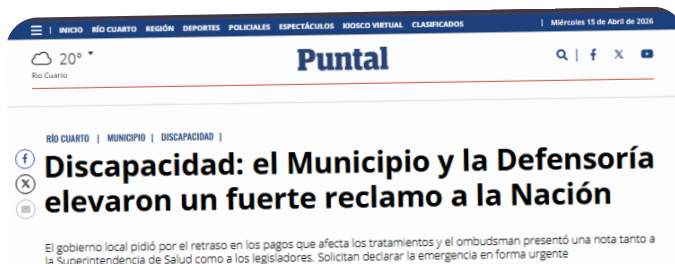 INICIO RÍO CUARTO REGIÓN DEPORTES POLICIALES ESPECTÁCULOS KIOSCO VIRTUAL CLASIFICADOS | Miércoles 15 de Abril de 2026
20°
Río Cuarto
Puntal
RÍO CUARTO | MUNICIPIO | DISCAPACIDAD |
Discapacidad: el Municipio y la Defensoría
elevaron un fuerte reclamo a la Nación
El gobierno local pidió por el retraso en los pagos que afecta los tratamientos y el ombudsman presentó una nota tanto a
la Superintendencia de Salud como a los legisladores. Solicitan declarar la emergencia en forma urgente